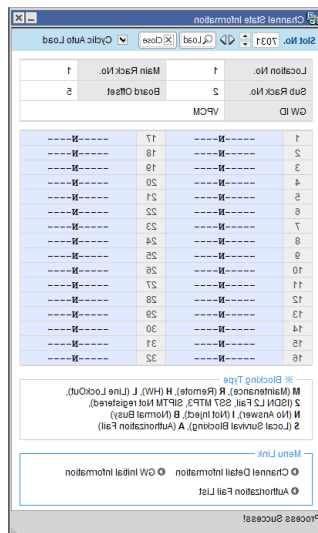 Channel State Information
Slot No. 7031 Load Close Cyclic Auto Load
Location No. 1 Main Rack No. 1
Sub Rack No. 2 Board Offset 5
GW ID VPCM
1 -----N---- 17 -----N----
2 -----N---- 18 -----N----
3 -----N---- 19 -----N----
4 -----N---- 20 -----N----
5 -----N---- 21 -----N----
6 -----N---- 22 -----N----
7 -----N---- 23 -----N----
8 -----N---- 24 -----N----
9 -----N---- 25 -----N----
10 -----N---- 26 -----N----
11 -----N---- 27 -----N----
12 -----N---- 28 -----N----
13 -----N---- 29 -----N----
14 -----N---- 30 -----N----
15 -----N---- 31 -----N----
16 -----N---- 32 -----N----
※ Blocking Type
M (Maintenance), R (Remote), H (HW), L (Line LockOut),
2 (ISDN L2 Fail, SS7 MTP3, SIPTM Not registered),
N (No Answer), I (Not Inject), B (Normal Busy)
S (Local Survival Blocking), A (Authorization Fail)
Menu Link
Channel Detail Information GW Initial Information
Authorization Fail List
Process Success!